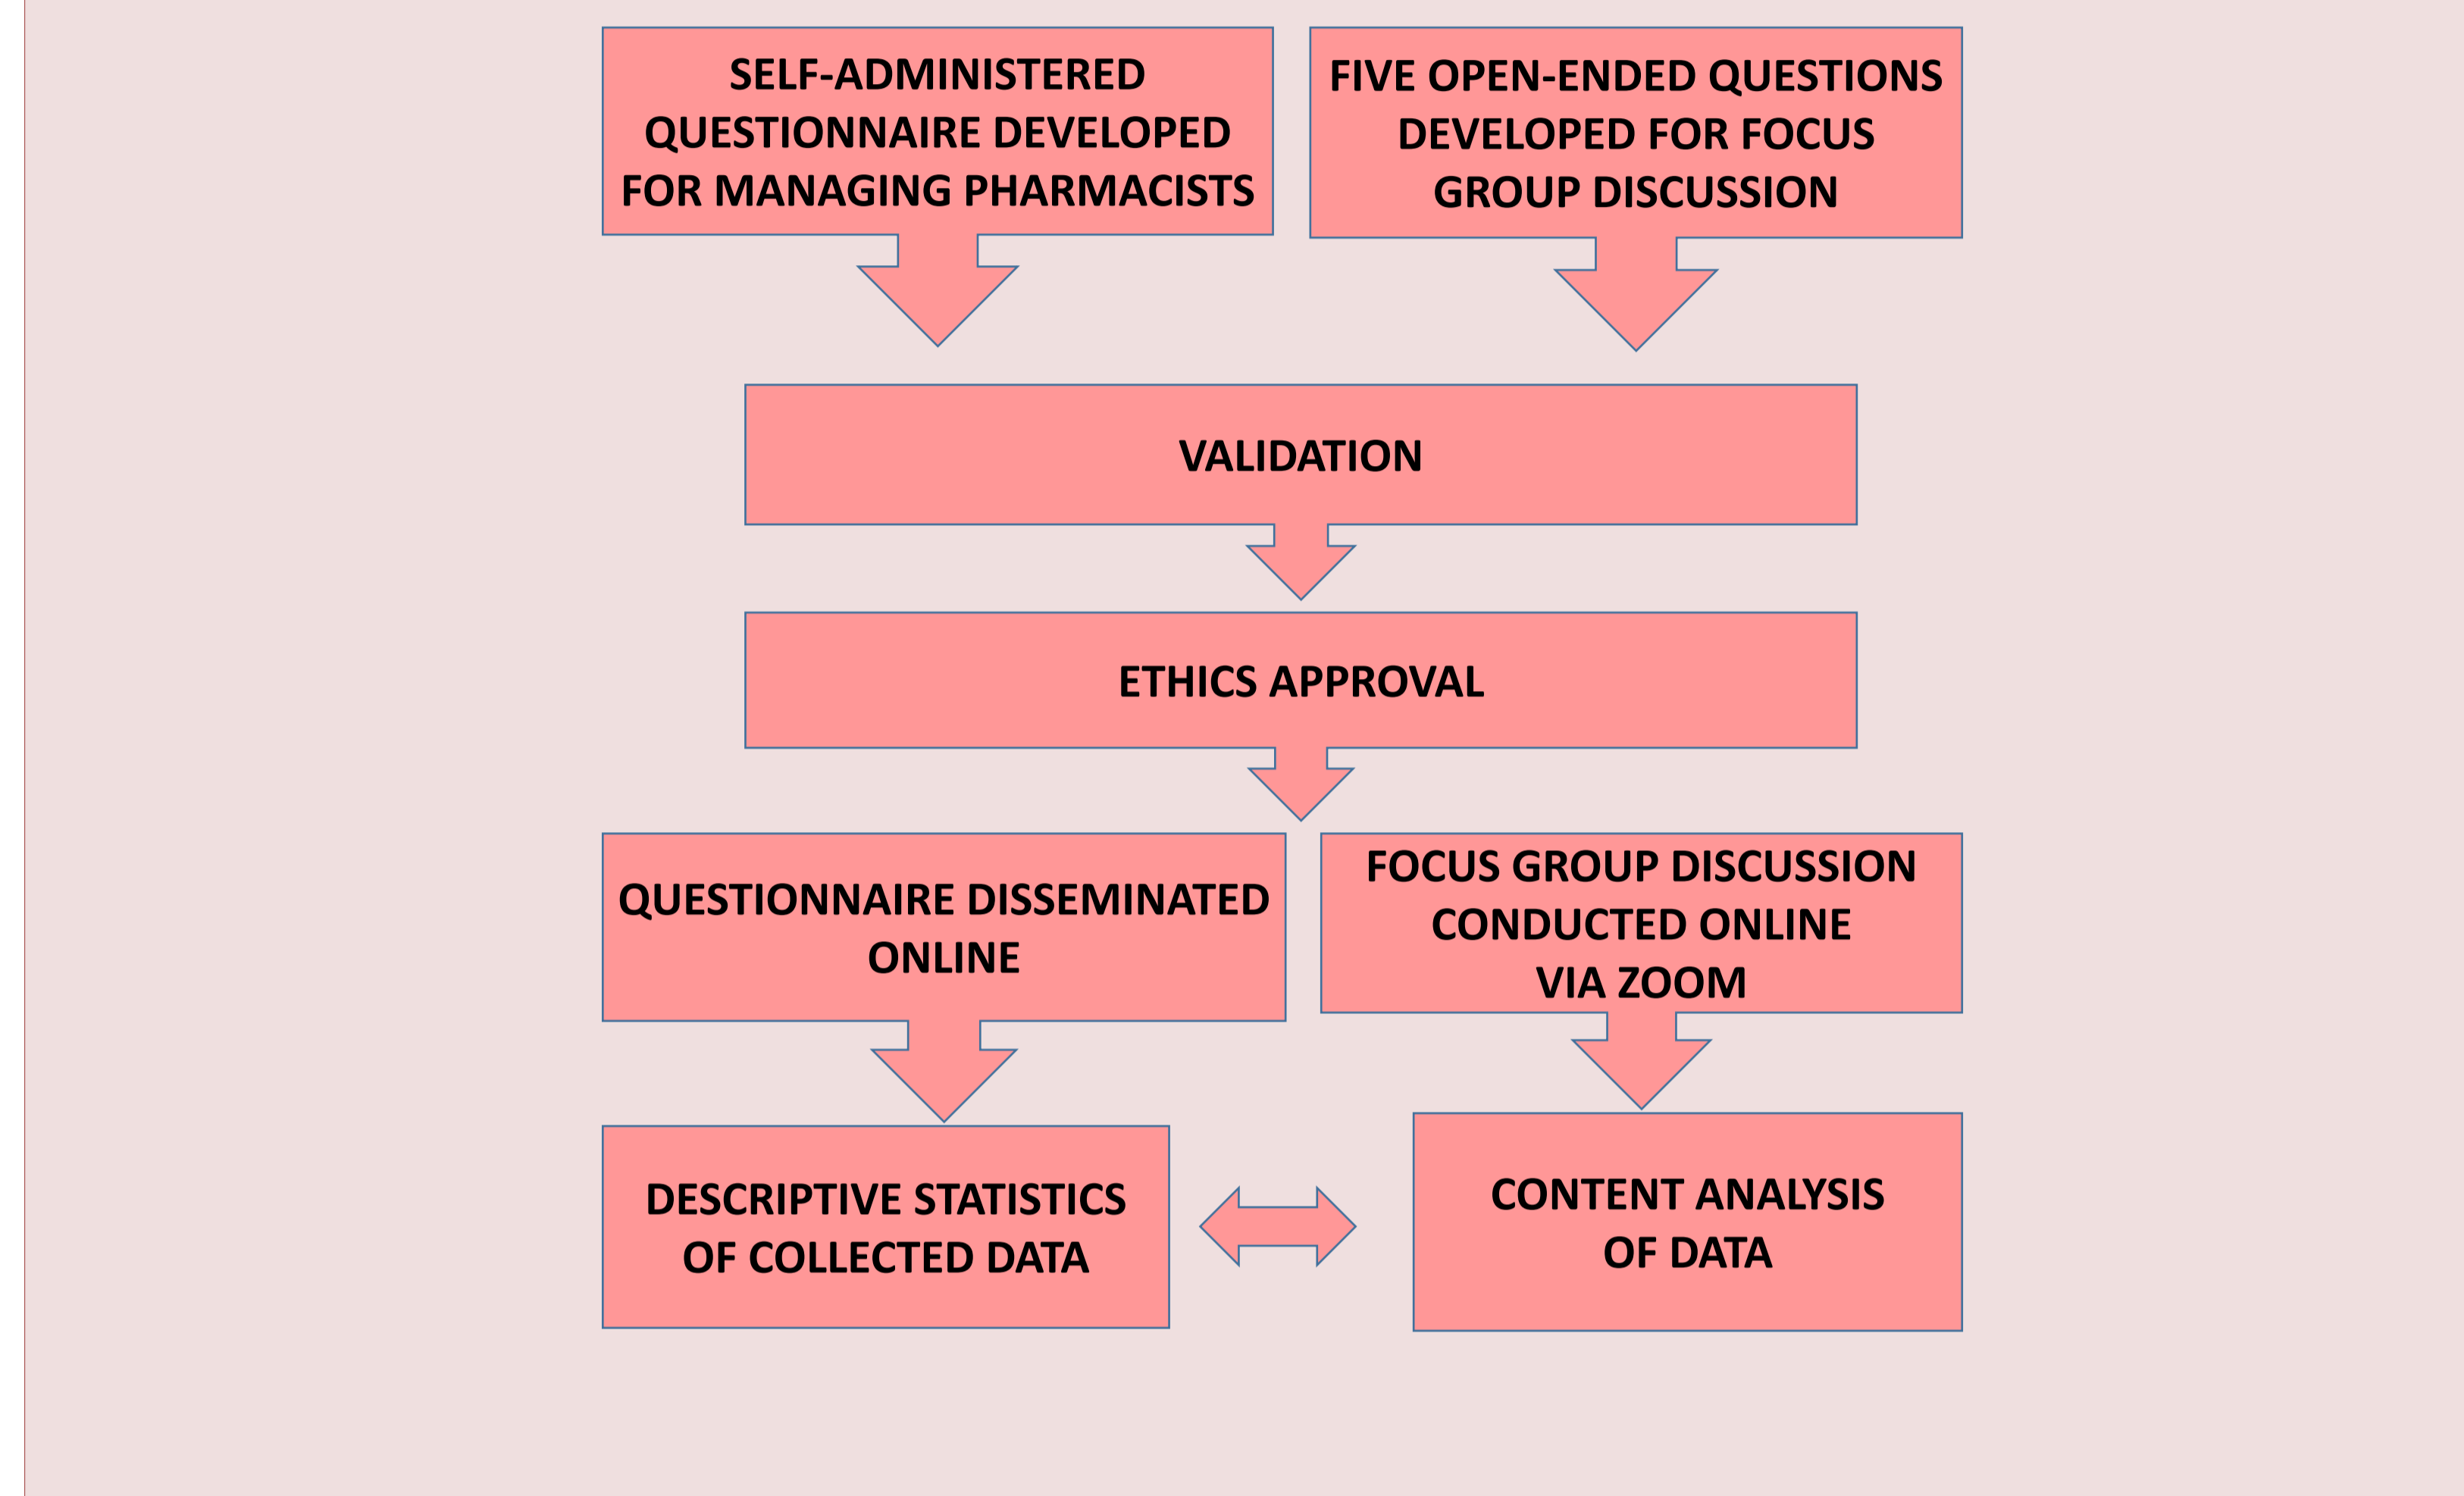 SELF-ADMINISTERED
QUESTIONNAIRE DEVELOPED
FOR MANAGING PHARMACISTS
FIVE OPEN-ENDED QUESTIONS
DEVELOPED FOR FOCUS
GROUP DISCUSSION
VALIDATION
ETHICS APPROVAL
QUESTIONNAIRE DISSEMINATED
ONLINE
FOCUS GROUP DISCUSSION
CONDUCTED ONLINE
VIA ZOOM
DESCRIPTIVE STATISTICS
OF COLLECTED DATA
CONTENT ANALYSIS
OF DATA